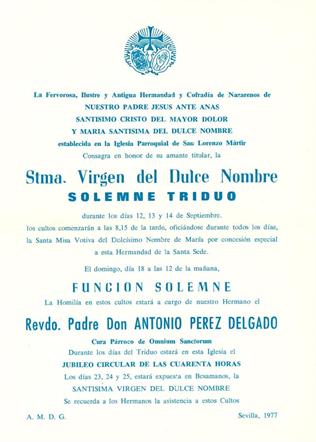 La Fervorosa, Ilustre y Antigua Hermandad y Cofradía de Nazarenos de
NUESTRO PADRE JESUS ANTE ANAS
SANTISIMO CRISTO DEL MAYOR DOLOR
Y MARIA SANTISIMA DEL DULCE NOMBRE
establecida en la Iglesia Parroquial de San Lorenzo Mártir
Consagra en honor de su amante titular, la
Stma. Virgen del Dulce Nombre
SOLEMNE TRIDUO
durante los días 12, 13 y 14 de Septiembre.
los cultos comenzarán a las 8,15 de la tarde, oficiándose durante todos los días,
la Santa Misa Votiva del Dulcísimo Nombre de María por concesión especial
a esta Hermandad de la Santa Sede.
El domingo, día 18 a las 12 de la mañana,
FUNCION SOLEMNE
La Homilía en estos cultos estará a cargo de nuestro Hermano el
Revdo. Padre Don ANTONIO PEREZ DELGADO
Cura Párroco de Omnium Sanctorum
Durante los días del Triduo estará en esta Iglesia el
JUBILEO CIRCULAR DE LAS CUARENTA HORAS
Los días 23, 24 y 25, estará expuesta en Besamanos, la
SANTISIMA VIRGEN DEL DULCE NOMBRE
Se recuerda a los Hermanos la asistencia a estos Cultos
A. M. D. G. Sevilla, 1977